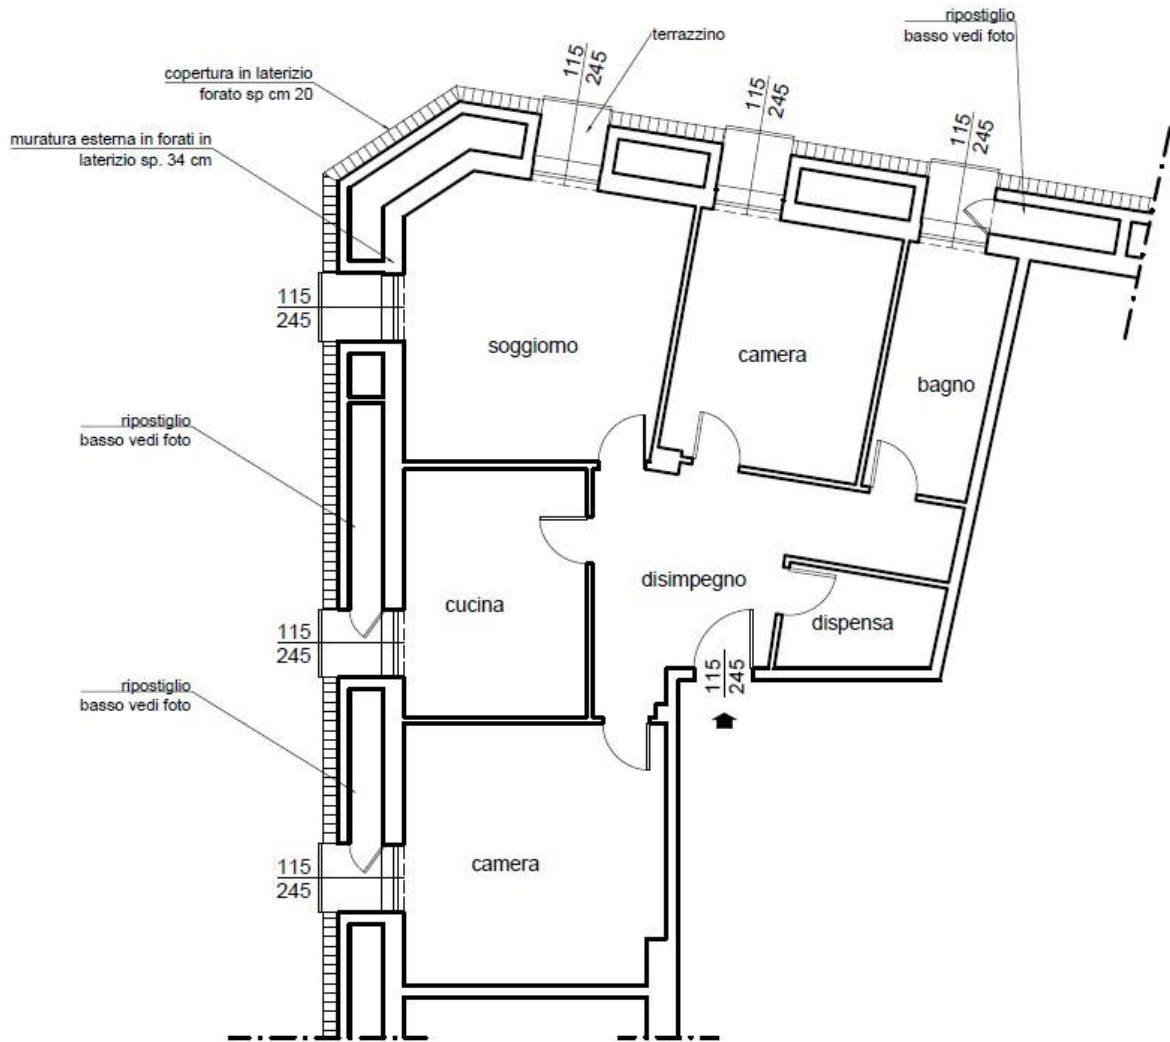 ripostiglio
basso vedi foto
terrazzino
115
245
115
245
115
245
copertura in laterizio
forato sp cm 20
muratura esterna in forati in
laterizio sp. 34 cm
115
245
soggiorno
camera
bagno
ripostiglio
basso vedi foto
disimpegno
cucina
dispensa
115
245
115
245
ripostiglio
basso vedi foto
camera
115
245